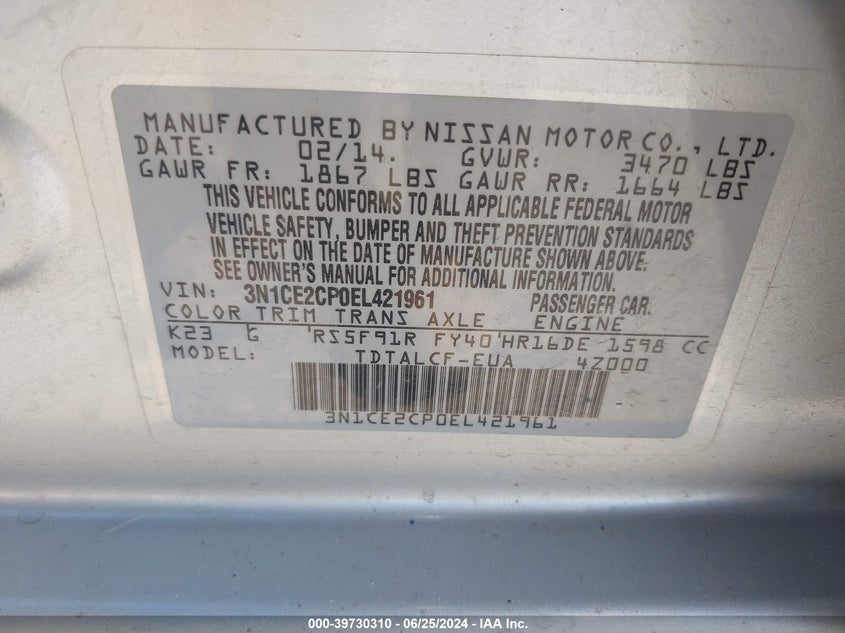 MANUFACTURED BY NISSAN MOTOR CO., LTD.
DATE: 02/14. GVWR: 3470 LBS
GAWR FR: 1867 LBS GAWR RR: 1664 LBS
THIS VEHICLE CONFORMS TO ALL APPLICABLE FEDERAL MOTOR
VEHICLE SAFETY, BUMPER AND THEFT PREVENTION STANDARDS
IN EFFECT ON THE DATE OF MANUFACTURE SHOWN ABOVE.
SEE OWNER'S MANUAL FOR ADDITIONAL INFORMATION.
VIN: 3N1CE2CP0EL421961 PASSENGER CAR.
COLOR TRIM TRANS AXLE ENGINE
K23 G 'RS5F91R FY40'HR16DE 1598 CC
MODEL: TDTALCF-EUA 4Z000
3N1CE2CP0EL421961
000-39730310 | 06/25/2024 - IAA Inc.